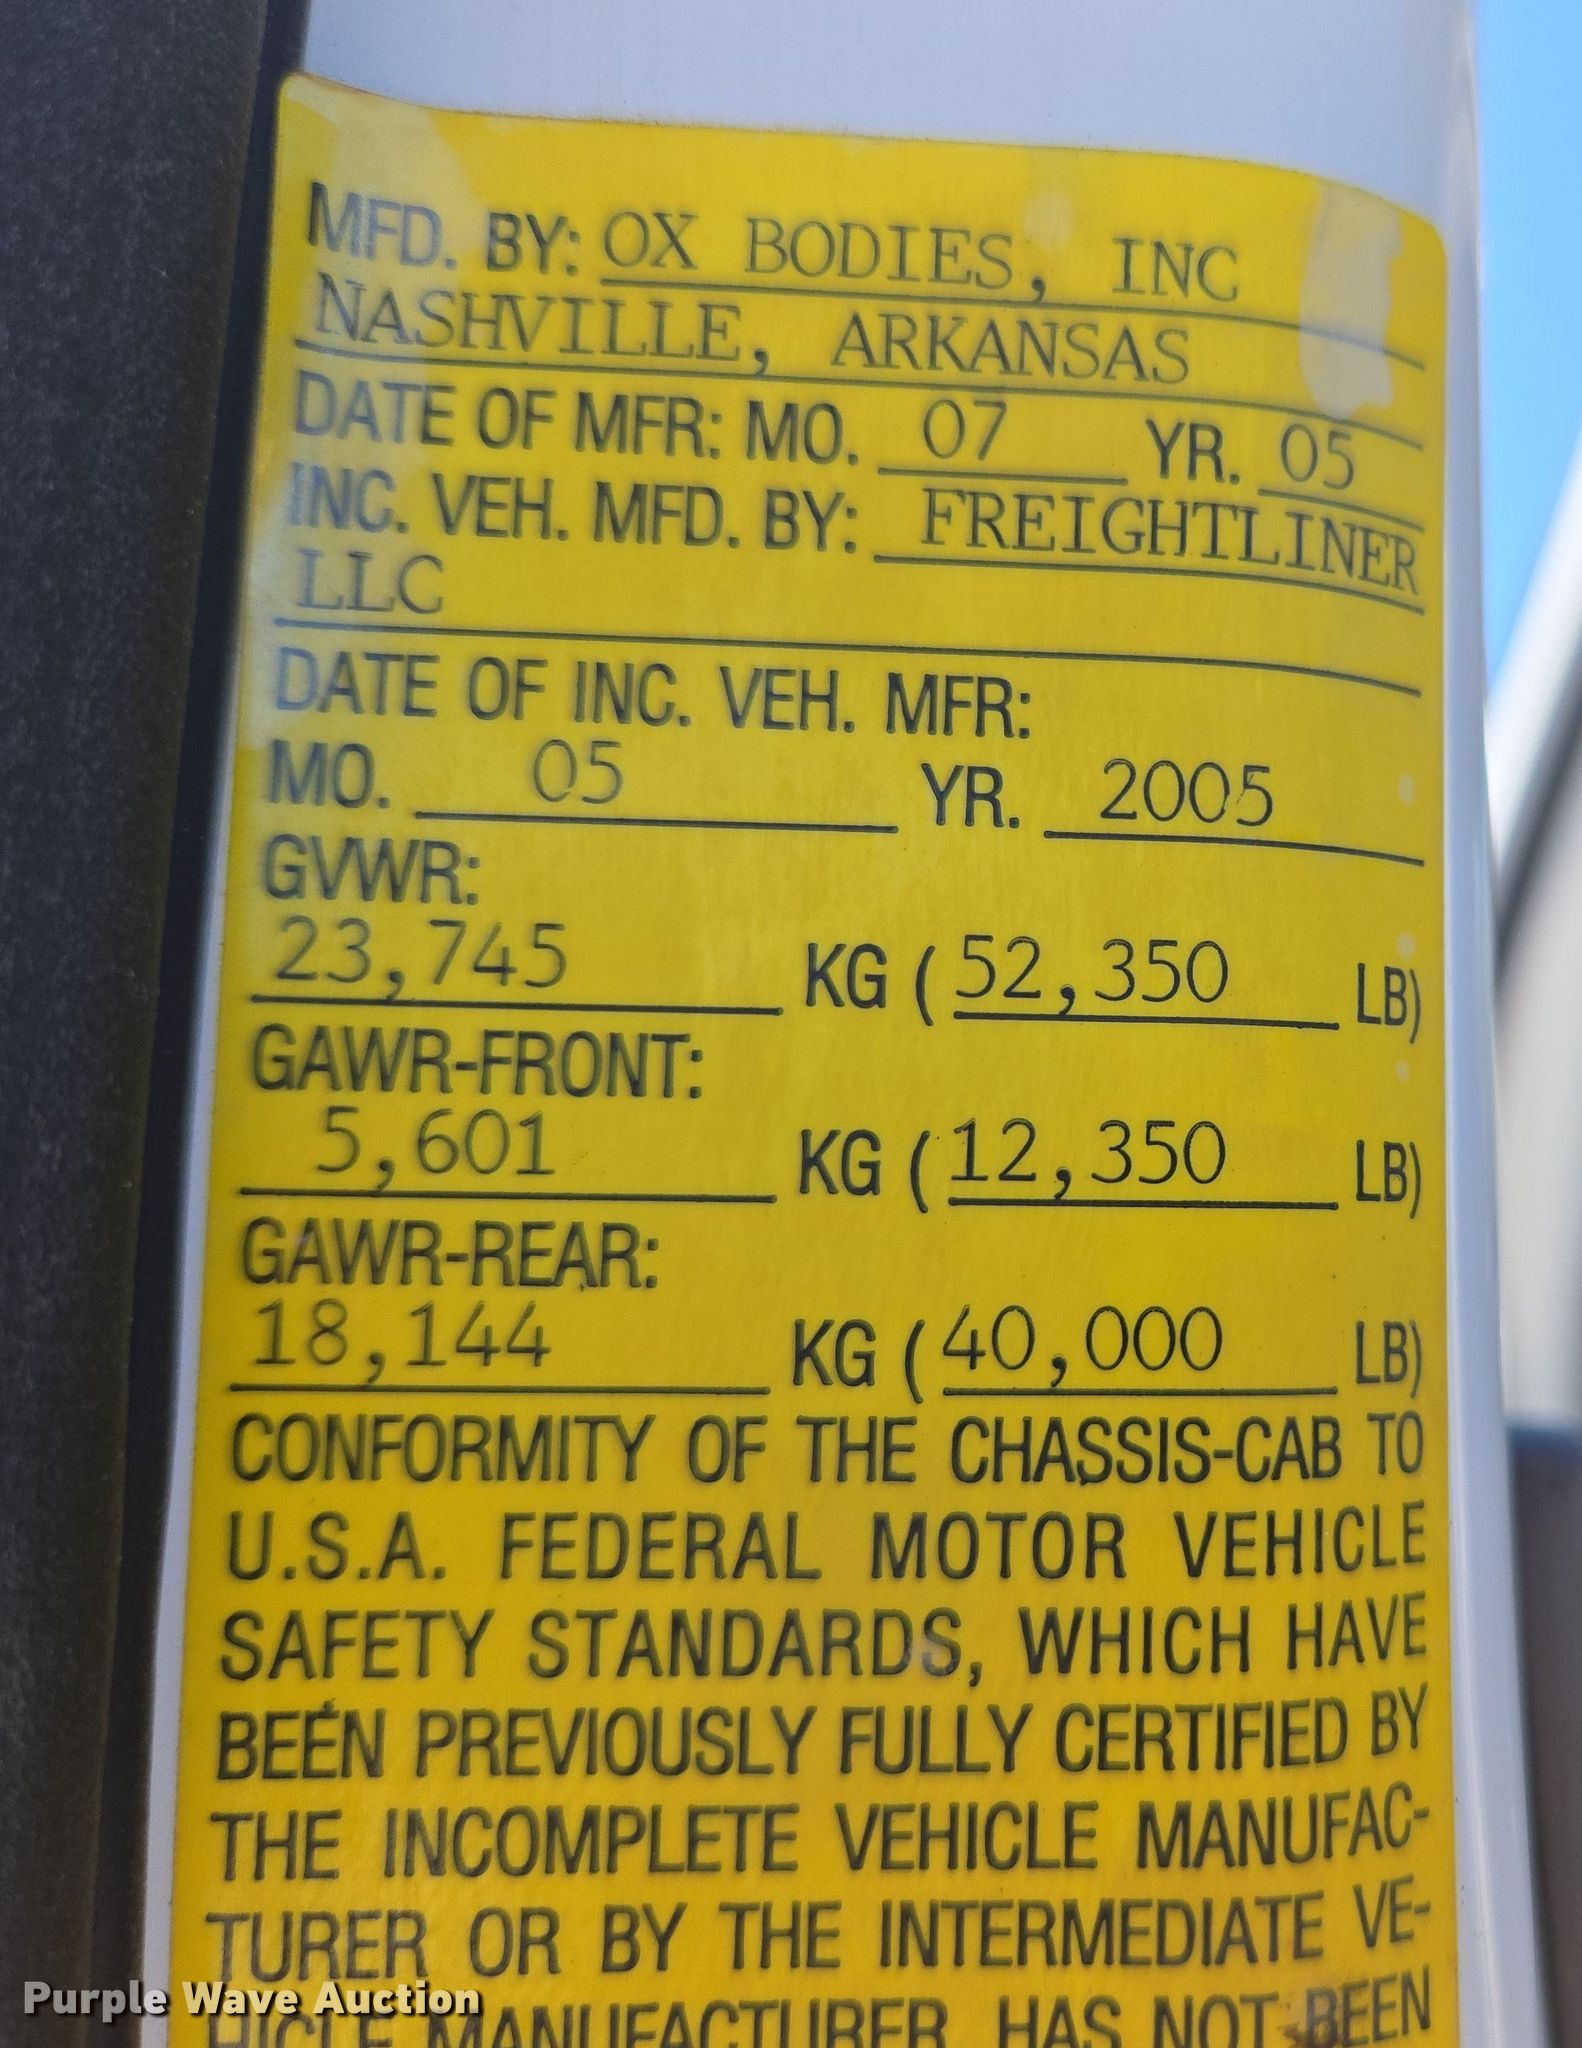 MFD. BY: OX BODIES, INC
NASHVILLE, ARKANSAS
DATE OF MFR: MO. 07 YR. 05
INC. VEH. MFD. BY: FREIGHTLINER
LLC
DATE OF INC. VEH. MFR:
MO. 05 YR. 2005
GVWR:
23,745 KG (52,350 LB)
GAWR-FRONT:
5,601 KG (12,350 LB)
GAWR-REAR:
18,144 KG (40,000 LB)
CONFORMITY OF THE CHASSIS-CAB TO
U.S.A. FEDERAL MOTOR VEHICLE
SAFETY STANDARDS, WHICH HAVE
BEEN PREVIOUSLY FULLY CERTIFIED BY
THE INCOMPLETE VEHICLE MANUFAC-
TURER OR BY THE INTERMEDIATE VE-
HICLE MANUFACTURER, HAS NOT BEEN
Purple Wave Auction